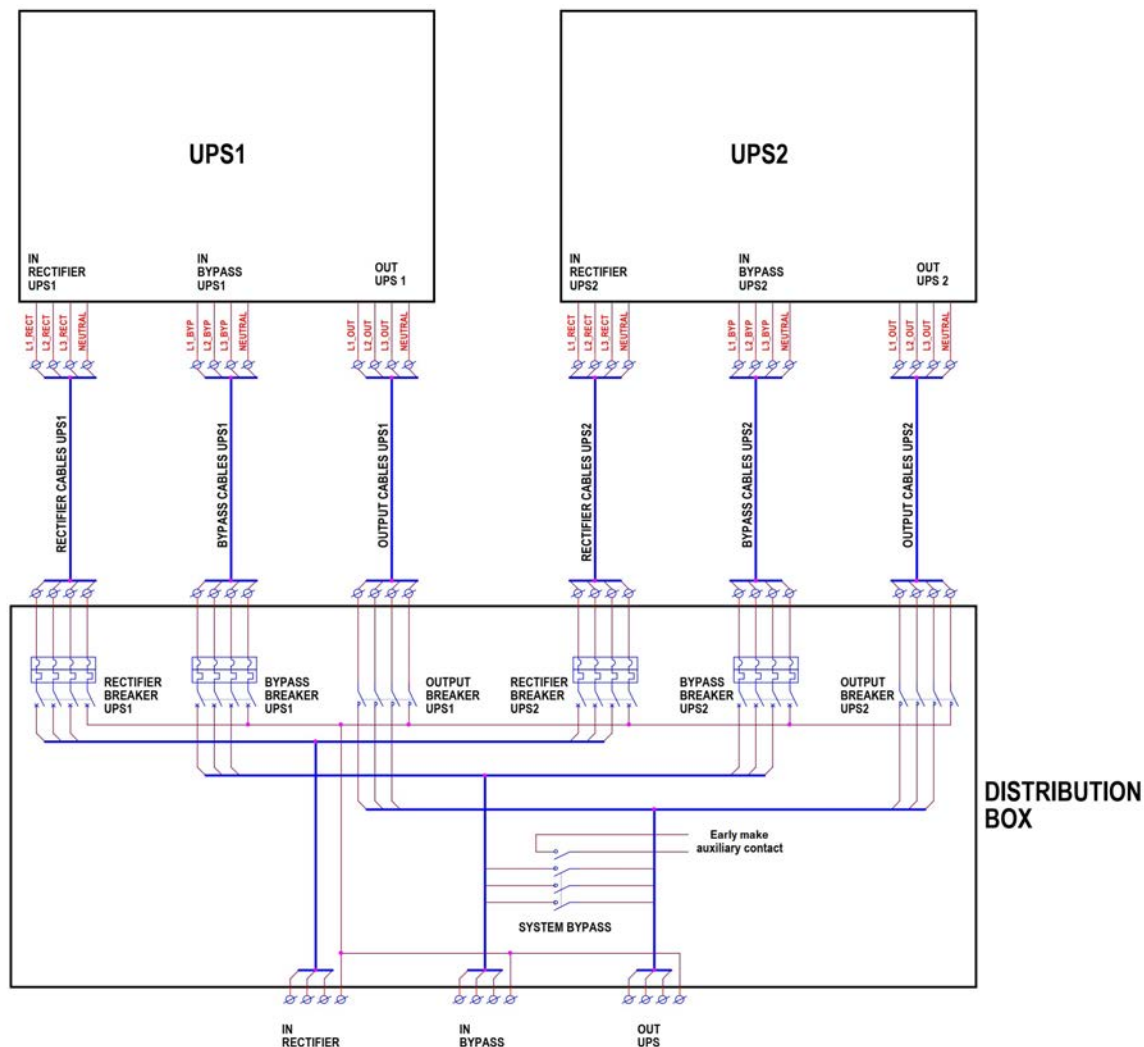 UPS1
UPS2
IN
RECTIFIER
UPS1
IN
BYPASS
UPS1
OUT
UPS 1
IN
RECTIFIER
UPS2
IN
BYPASS
UPS2
OUT
UPS 2
L1_RECT
L2_RECT
L3_RECT
NEUTRAL
L1_BYP
L2_BYP
L3_BYP
NEUTRAL
L1_OUT
L2_OUT
L3_OUT
NEUTRAL
L1_RECT
L2_RECT
L3_RECT
NEUTRAL
L1_BYP
L2_BYP
L3_BYP
NEUTRAL
L1_OUT
L2_OUT
L3_OUT
NEUTRAL
RECTIFIER CABLES UPS1
BYPASS CABLES UPS1
OUTPUT CABLES UPS1
RECTIFIER CABLES UPS2
BYPASS CABLES UPS2
OUTPUT CABLES UPS2
RECTIFIER
BREAKER
UPS1
BYPASS
BREAKER
UPS1
OUTPUT
BREAKER
UPS1
RECTIFIER
BREAKER
UPS2
BYPASS
BREAKER
UPS2
OUTPUT
BREAKER
UPS2
DISTRIBUTION
BOX
Early make
auxiliary contact
SYSTEM BYPASS
IN
RECTIFIER
IN
BYPASS
OUT
UPS